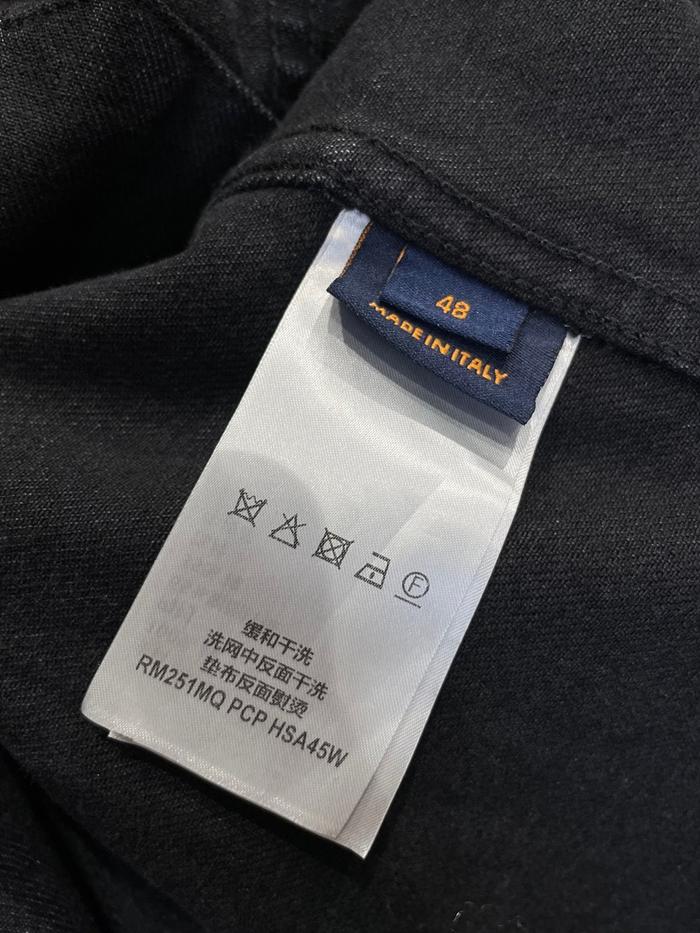 48
MADE IN ITALY
F
缓和干洗
洗网中反面干洗
垫布反面熨烫
RM251MQ PCP HSA45W